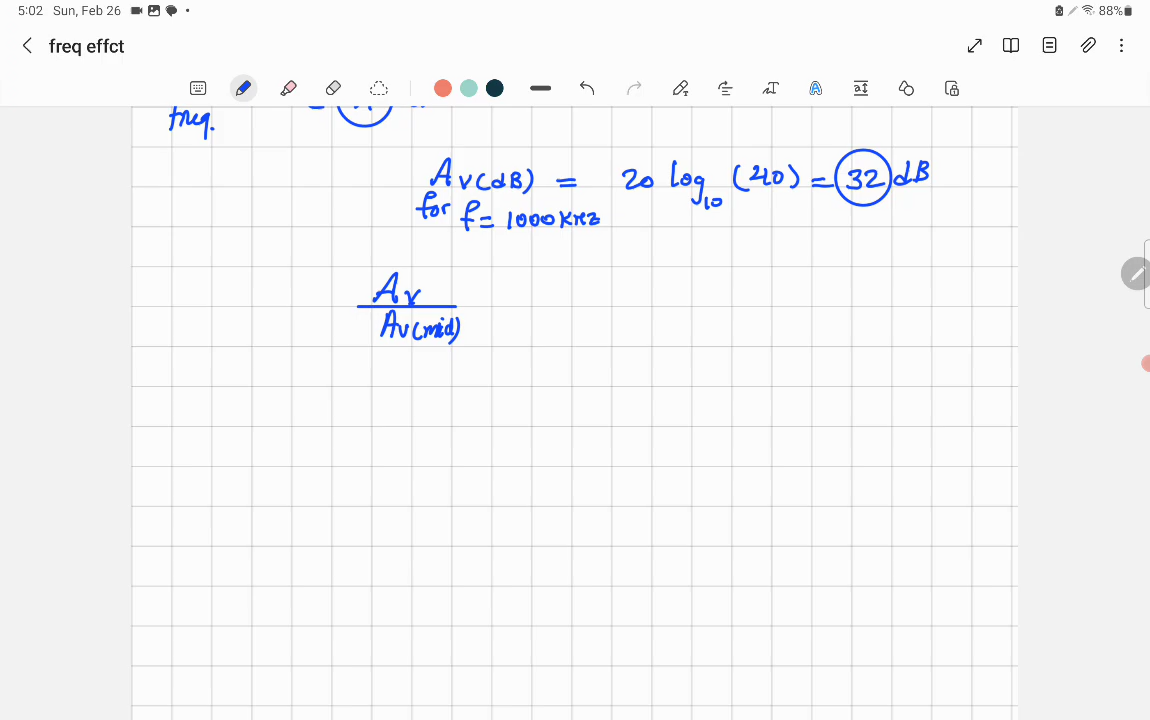 5:02 Sun, Feb 26 88%
freq effct
freq.
Av(dB) = 20 log10 (40) = 32 dB
for f = 1000 KHz
Av
Av(mid)